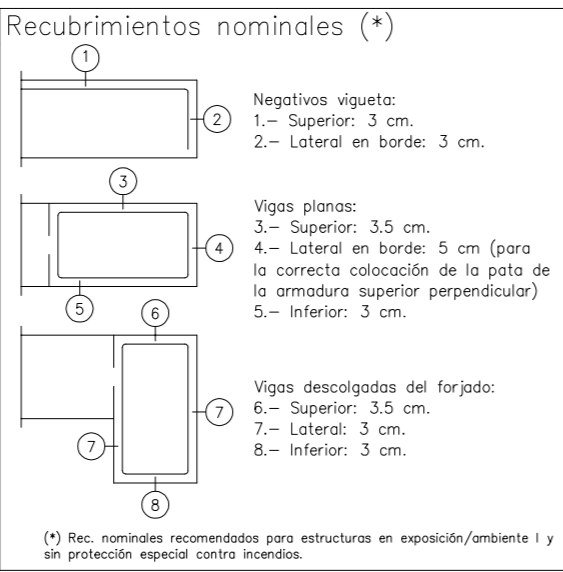 Recubrimientos nominales (*)
1
2
Negativos vigueta:
1.– Superior: 3 cm.
2.– Lateral en borde: 3 cm.
3
4
5
Vigas planas:
3.– Superior: 3.5 cm.
4.– Lateral en borde: 5 cm (para
la correcta colocación de la pata de
la armadura superior perpendicular)
5.– Inferior: 3 cm.
6
7
7
8
Vigas descolgadas del forjado:
6.– Superior: 3.5 cm.
7.– Lateral: 3 cm.
8.– Inferior: 3 cm.
(*) Rec. nominales recomendados para estructuras en exposición/ambiente I y
sin protección especial contra incendios.